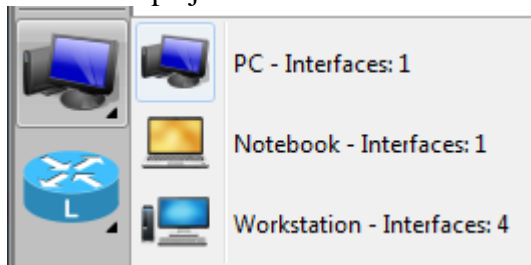 PC - Interfaces: 1
Notebook - Interfaces: 1
L
Workstation - Interfaces: 4